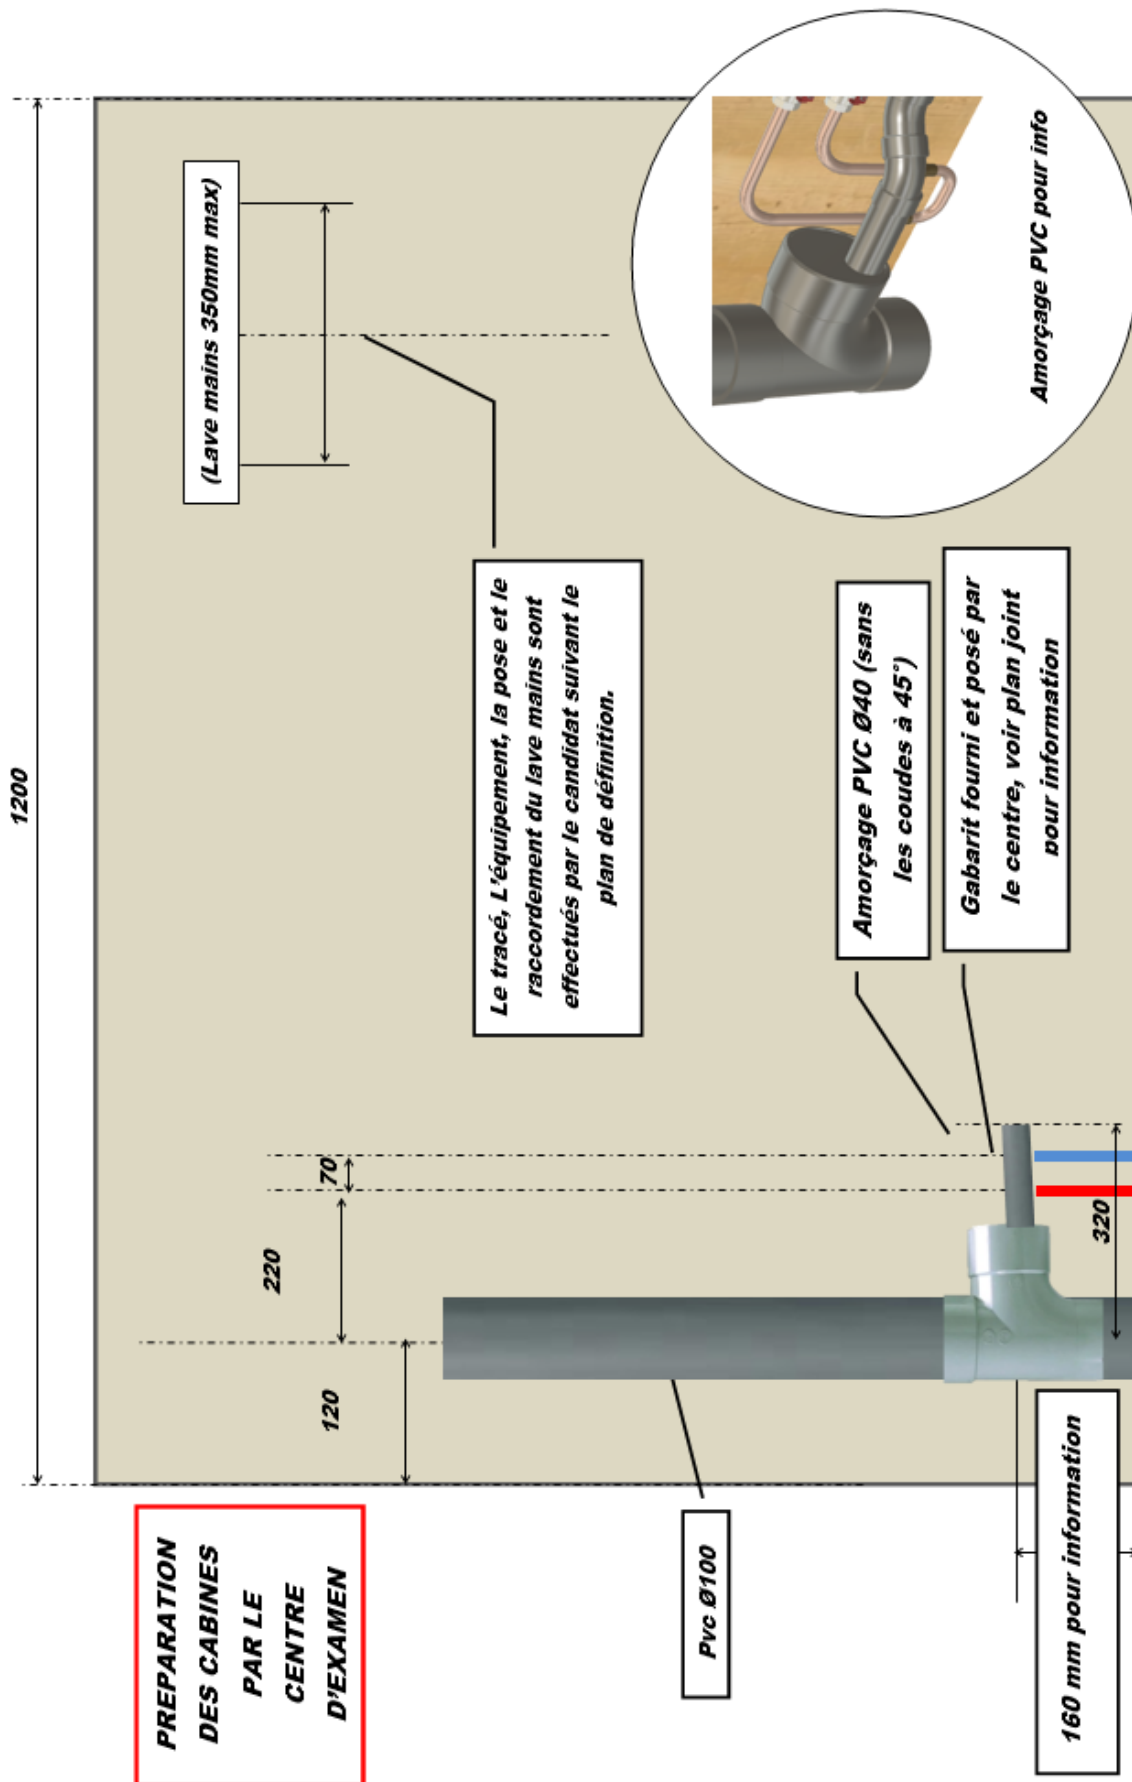 PREPARATION
DES CABINES
PAR LE
CENTRE
D'EXAMEN
1200
(Lave mains 350mm max)
120
220
70
Le tracé, L'équipement, la pose et le
raccordement du lave mains sont
effectués par le candidat suivant le
plan de définition.
Pvc Ø100
Amorçage PVC Ø40 (sans
les coudes à 45°)
Gabarit fourni et posé par
le centre, voir plan joint
pour information
Amorçage PVC pour info
320
160 mm pour information